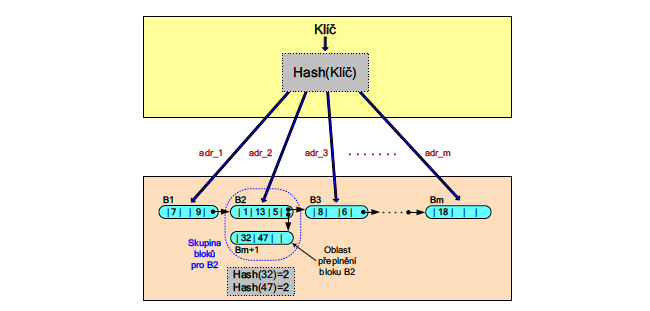 Klíč
Hash(Klíč)
adr_1
adr_2
adr_3
. . . . . . .
adr_m
B1
B2
B3
Bm
|7| | 9|
| 1|13|5|
|8| |6|
|18| | |
|32|47| |
Bm+1
Skupina
bloků
pro B2
Oblast
přeplnění
bloku B2
Hash(32)=2
Hash(47)=2